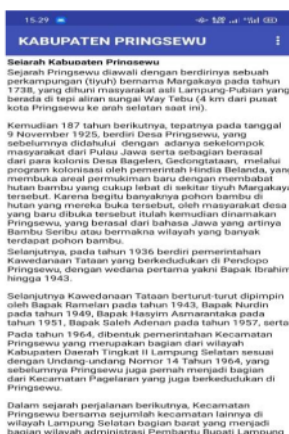 15.29
KABUPATEN PRINGSEWU
Sejarah Kabupaten Pringsewu
Sejarah Pringsewu diawali dengan berdirinya sebuah
perkampungan (tiyuh) bernama Margakaya pada tahun
1738, yang dihuni masyarakat asli Lampung-Pubian yang
berada di tepi aliran sungai Way Tebu (4 km dari pusat
kota Pringsewu ke arah selatan saat ini).
Kemudian 187 tahun berikutnya, tepatnya pada tanggal
9 November 1925, berdiri Desa Pringsewu, yang
sebelumnya didahului dengan adanya sekelompok
masyarakat dari Pulau Jawa serta sebagian berasal
dari para kolonis Desa Bagelen, Gedongtataan, melalui
program kolonisasi oleh pemerintah Hindia Belanda, yang
membuka areal permukiman baru dengan membabat
hutan bambu yang cukup lebat di sekitar tiyuh Margakaya
tersebut. Karena begitu banyaknya pohon bambu di
hutan yang mereka buka tersebut, oleh masyarakat desa
yang baru dibuka tersebut itulah kemudian dinamakan
Pringsewu, yang berasal dari bahasa Jawa yang artinya
Bambu Seribu atau bermakna wilayah yang banyak
terdapat pohon bambu.
Selanjutnya, pada tahun 1936 berdiri pemerintahan
Kawedanaan Tataan yang berkedudukan di Pendopo
Pringsewu, dengan wedana pertama yakni Bapak Ibrahim
hingga 1943.
Selanjutnya Kawedanaan Tataan berturut-turut dipimpin
oleh Bapak Ramelan pada tahun 1943, Bapak Nurdin
pada tahun 1949, Bapak Hasyim Asmarantaka pada
tahun 1951, Bapak Saleh Adenan pada tahun 1957, serta
Pada tahun 1964, dibentuk pemerintahan Kecamatan
Pringsewu yang merupakan bagian dari wilayah
Kabupaten Daerah Tingkat II Lampung Selatan sesuai
dengan Undang-undang Nomor 14 Tahun 1964, yang
sebelumnya Pringsewu juga pernah menjadi bagian
dari Kecamatan Pagelaran yang juga berkedudukan di
Pringsewu.
Dalam sejarah perjalanan berikutnya, Kecamatan
Pringsewu bersama sejumlah kecamatan lainnya di
wilayah Lampung Selatan bagian barat yang menjadi
bagian wilayah administrasi Pembantu Bupati Lampung